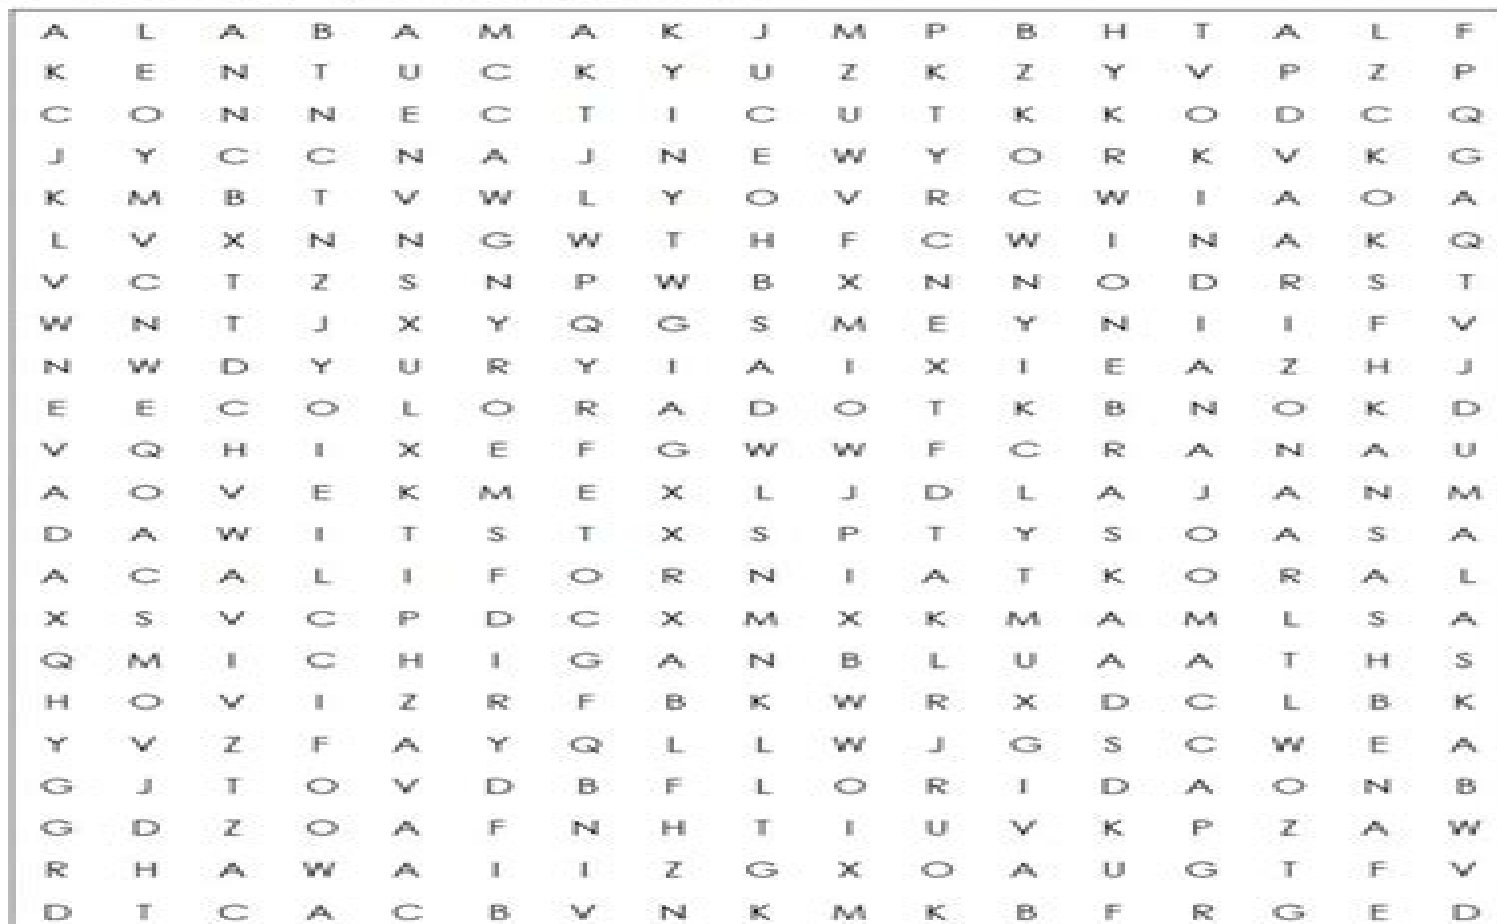 A L A B A M A K J M P B H T A L F
K E N T U C K Y U Z K Z Y V P Z P
C O N N E C T I C U T K K O D C Q
J Y C C N A J N E W Y O R K V K G
K M B T V W L Y O V R C W I A O A
L V X N N G W T H F C W I N A K Q
V C T Z S N P W B X N N O D R S T
W N T J X Y Q G S M E Y N I I F V
N W D Y U R Y I A I X I E A Z H J
E E C O L O R A D O T K B N O K D
V Q H I X E F G W W F C R A N A U
A O V E K M E X L J D L A J A N M
D A W I T S T X S P T Y S O A S A
A C A L I F O R N I A T K O R A L
X S V C P D C X M X K M A M L S A
Q M I C H I G A N B L U A A T H S
H O V I Z R F B K W R X D C L B K
Y V Z F A Y Q L L W J G S C W E A
G J T O V D B F L O R I D A O N B
G D Z O A F N H T I U V K P Z A W
R H A W A I I Z G X O A U G T F V
D T C A C B V N K M K B F R G E D